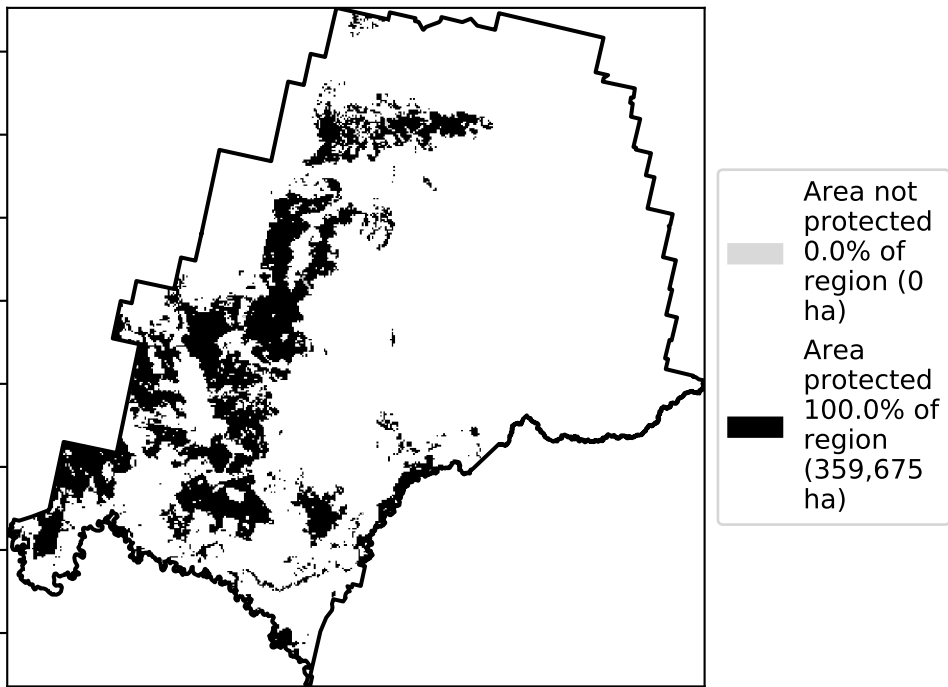 Area not
protected
0.0% of
region (0
ha)
Area
protected
100.0% of
region
(359,675
ha)